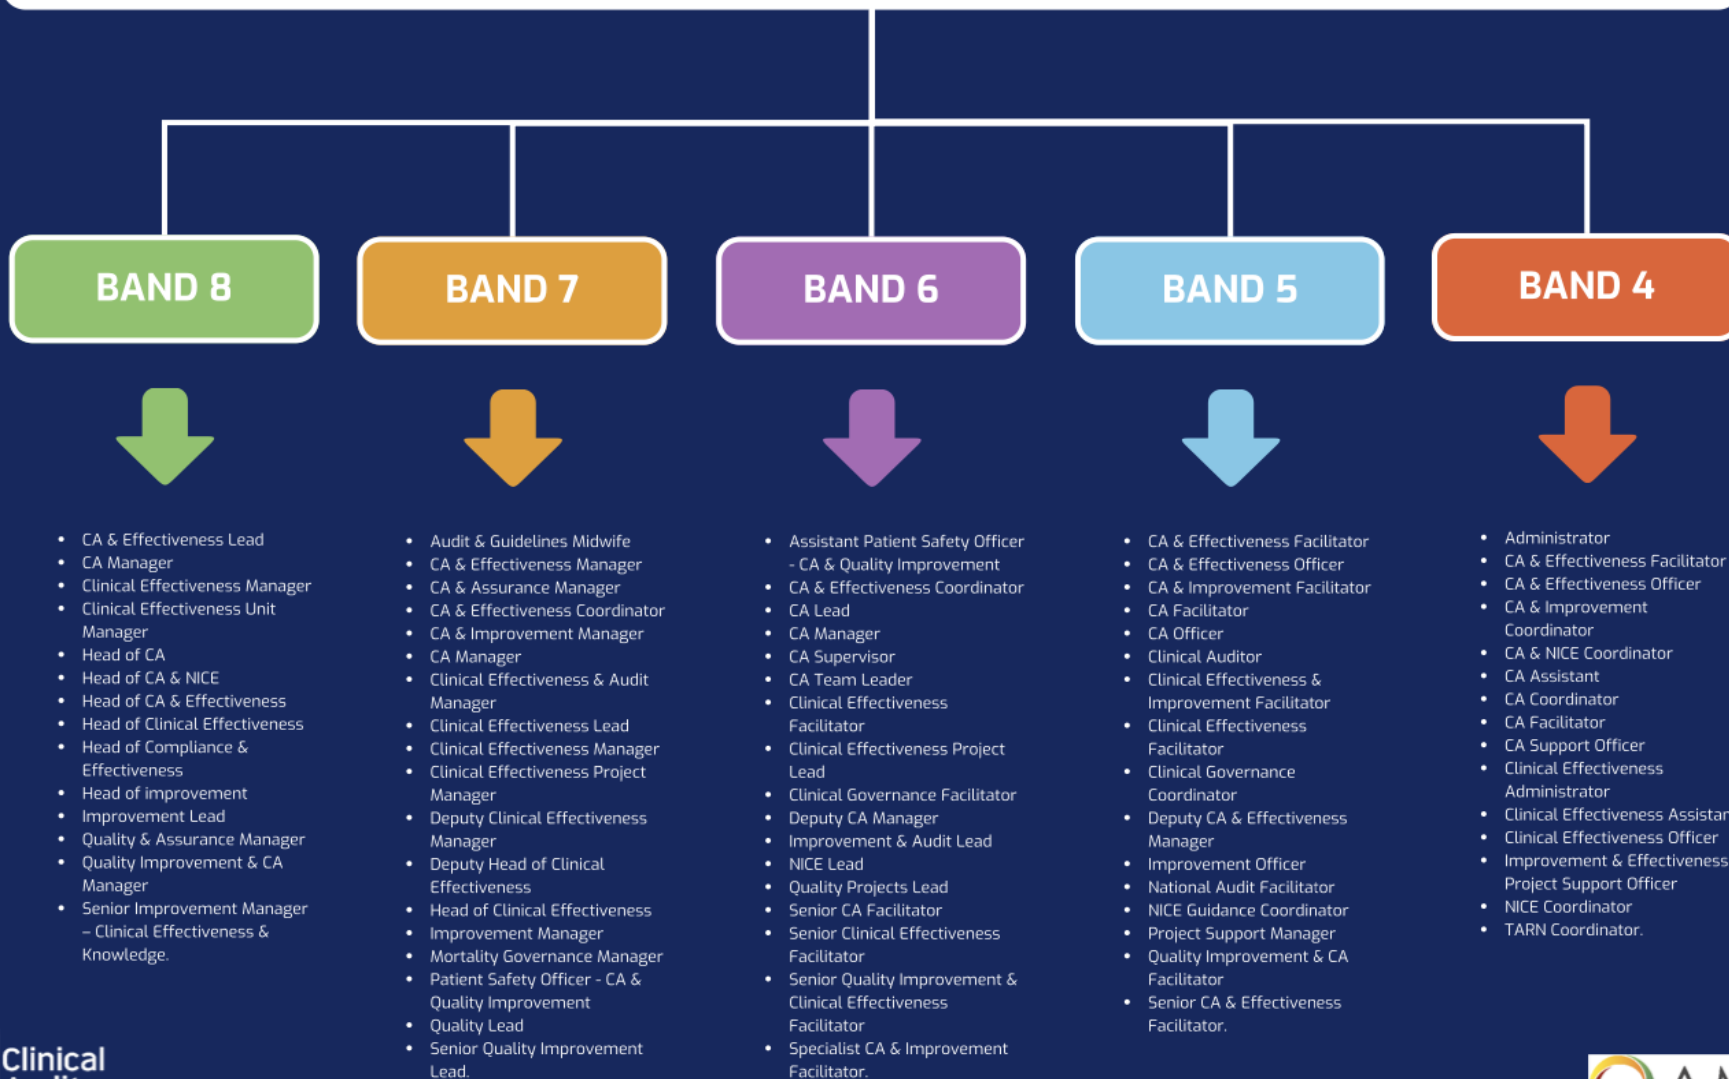 BAND 8
BAND 7
BAND 6
BAND 5
BAND 4
• CA & Effectiveness Lead
• CA Manager
• Clinical Effectiveness Manager
• Clinical Effectiveness Unit
Manager
• Head of CA
• Head of CA & NICE
• Head of CA & Effectiveness
• Head of Clinical Effectiveness
• Head of Compliance &
Effectiveness
• Head of improvement
• Improvement Lead
• Quality & Assurance Manager
• Quality Improvement & CA
Manager
• Senior Improvement Manager
– Clinical Effectiveness &
Knowledge.
• Audit & Guidelines Midwife
• CA & Effectiveness Manager
• CA & Assurance Manager
• CA & Effectiveness Coordinator
• CA & Improvement Manager
• CA Manager
• Clinical Effectiveness & Audit
Manager
• Clinical Effectiveness Lead
• Clinical Effectiveness Manager
• Clinical Effectiveness Project
Manager
• Deputy Clinical Effectiveness
Manager
• Deputy Head of Clinical
Effectiveness
• Head of Clinical Effectiveness
• Improvement Manager
• Mortality Governance Manager
• Patient Safety Officer - CA &
Quality Improvement
• Quality Lead
• Senior Quality Improvement
Lead.
• Assistant Patient Safety Officer
- CA & Quality Improvement
• CA & Effectiveness Coordinator
• CA Lead
• CA Manager
• CA Supervisor
• CA Team Leader
• Clinical Effectiveness
Facilitator
• Clinical Effectiveness Project
Lead
• Clinical Governance Facilitator
• Deputy CA Manager
• Improvement & Audit Lead
• NICE Lead
• Quality Projects Lead
• Senior CA Facilitator
• Senior Clinical Effectiveness
Facilitator
• Senior Quality Improvement &
Clinical Effectiveness
Facilitator
• Specialist CA & Improvement
Facilitator.
• CA & Effectiveness Facilitator
• CA & Effectiveness Officer
• CA & Improvement Facilitator
• CA Facilitator
• CA Officer
• Clinical Auditor
• Clinical Effectiveness &
Improvement Facilitator
• Clinical Effectiveness
Facilitator
• Clinical Governance
Coordinator
• Deputy CA & Effectiveness
Manager
• Improvement Officer
• National Audit Facilitator
• NICE Guidance Coordinator
• Project Support Manager
• Quality Improvement & CA
Facilitator
• Senior CA & Effectiveness
Facilitator.
• Administrator
• CA & Effectiveness Facilitator
• CA & Effectiveness Officer
• CA & Improvement
Coordinator
• CA & NICE Coordinator
• CA Assistant
• CA Coordinator
• CA Facilitator
• CA Support Officer
• Clinical Effectiveness
Administrator
• Clinical Effectiveness
• Clinical Effectiveness Officer
• Improvement & Effectiveness
Project Support Officer
• NICE Coordinator
• TARN Coordinator.
Clinical